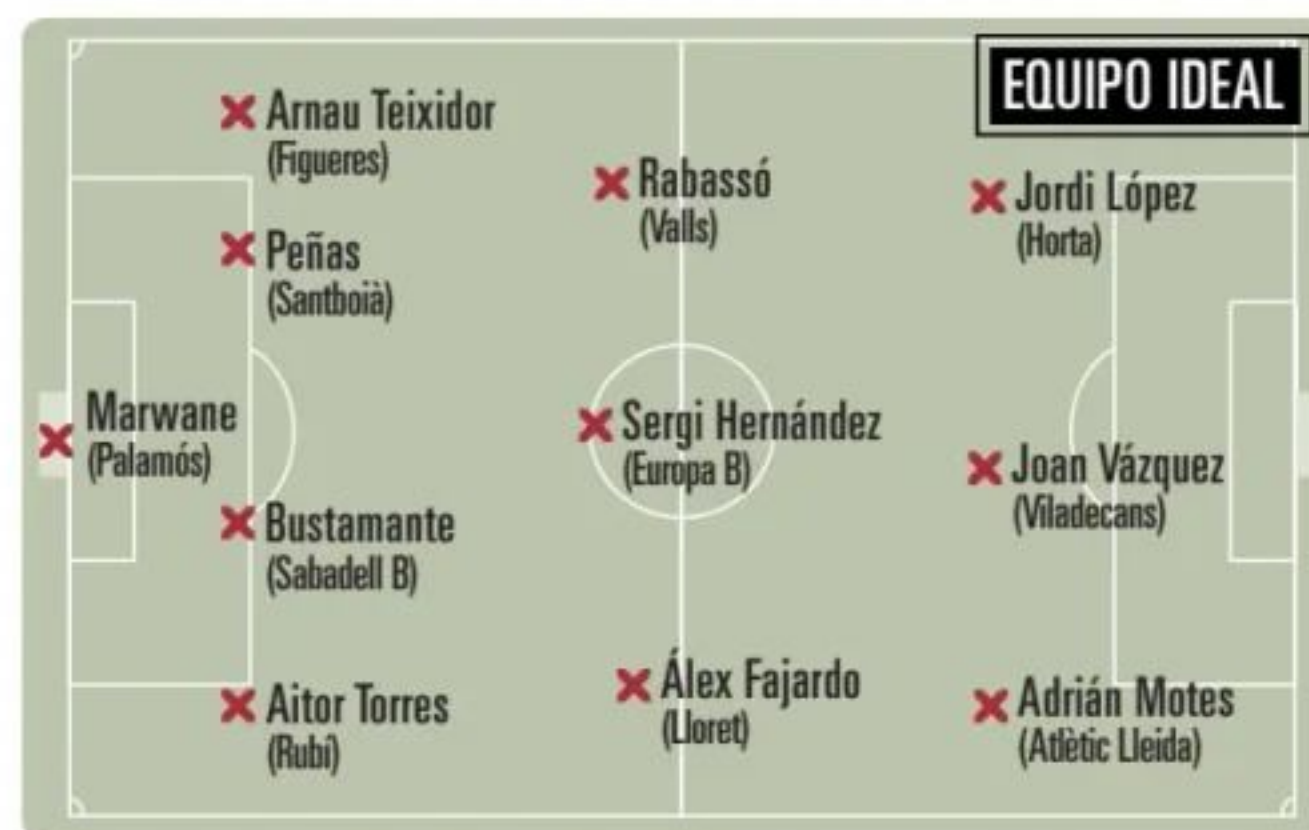 EQUIPO IDEAL
Arnau Teixidor
(Figueres)
Peñas
(Santboià)
Marwane
(Palamós)
Bustamante
(Sabadell B)
Aitor Torres
(Rubí)
Rabassó
(Valls)
Sergi Hernández
(Europa B)
Álex Fajardo
(Lloret)
Jordi López
(Horta)
Joan Vázquez
(Viladecans)
Adrián Motes
(Atlètic Lleida)